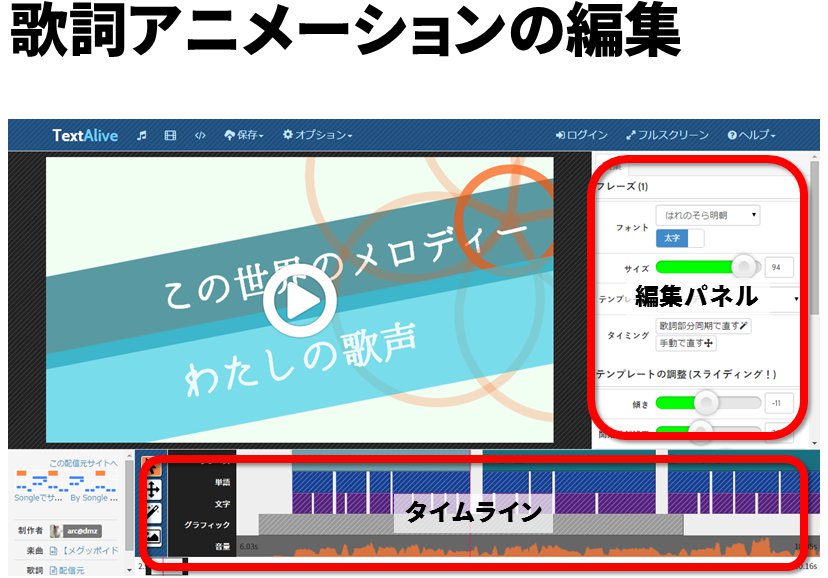 歌詞アニメーションの編集
TextAlive 保存 オプション ログイン フルスクリーン ヘルプ
フレーズ (1)
この世界のメロディー
わたしの歌声
フォント はれのそら明朝
太字
サイズ 94
編集パネル
タイミング 歌詞部分同期で直す
手動で直す
テンプレートの調整 (スライディング！)
傾き -11
この配信元サイトへ
Songleでサ... By Songle ...
制作者 arc@dmz
楽曲 【メグッポイド
歌詞 配信元
単語
文字
グラフィック
音量 6.03s
タイムライン